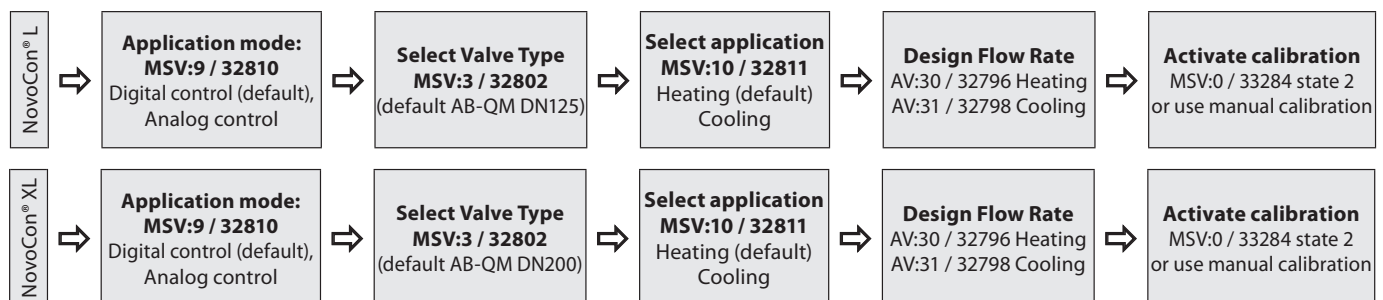 NovoCon® L
Application mode:
MSV:9 / 32810
Digital control (default),
Analog control
Select Valve Type
MSV:3 / 32802
(default AB-QM DN125)
Select application
MSV:10 / 32811
Heating (default)
Cooling
Design Flow Rate
AV:30 / 32796 Heating
AV:31 / 32798 Cooling
Activate calibration
MSV:0 / 33284 state 2
or use manual calibration
NovoCon® XL
Application mode:
MSV:9 / 32810
Digital control (default),
Analog control
Select Valve Type
MSV:3 / 32802
(default AB-QM DN200)
Select application
MSV:10 / 32811
Heating (default)
Cooling
Design Flow Rate
AV:30 / 32796 Heating
AV:31 / 32798 Cooling
Activate calibration
MSV:0 / 33284 state 2
or use manual calibration